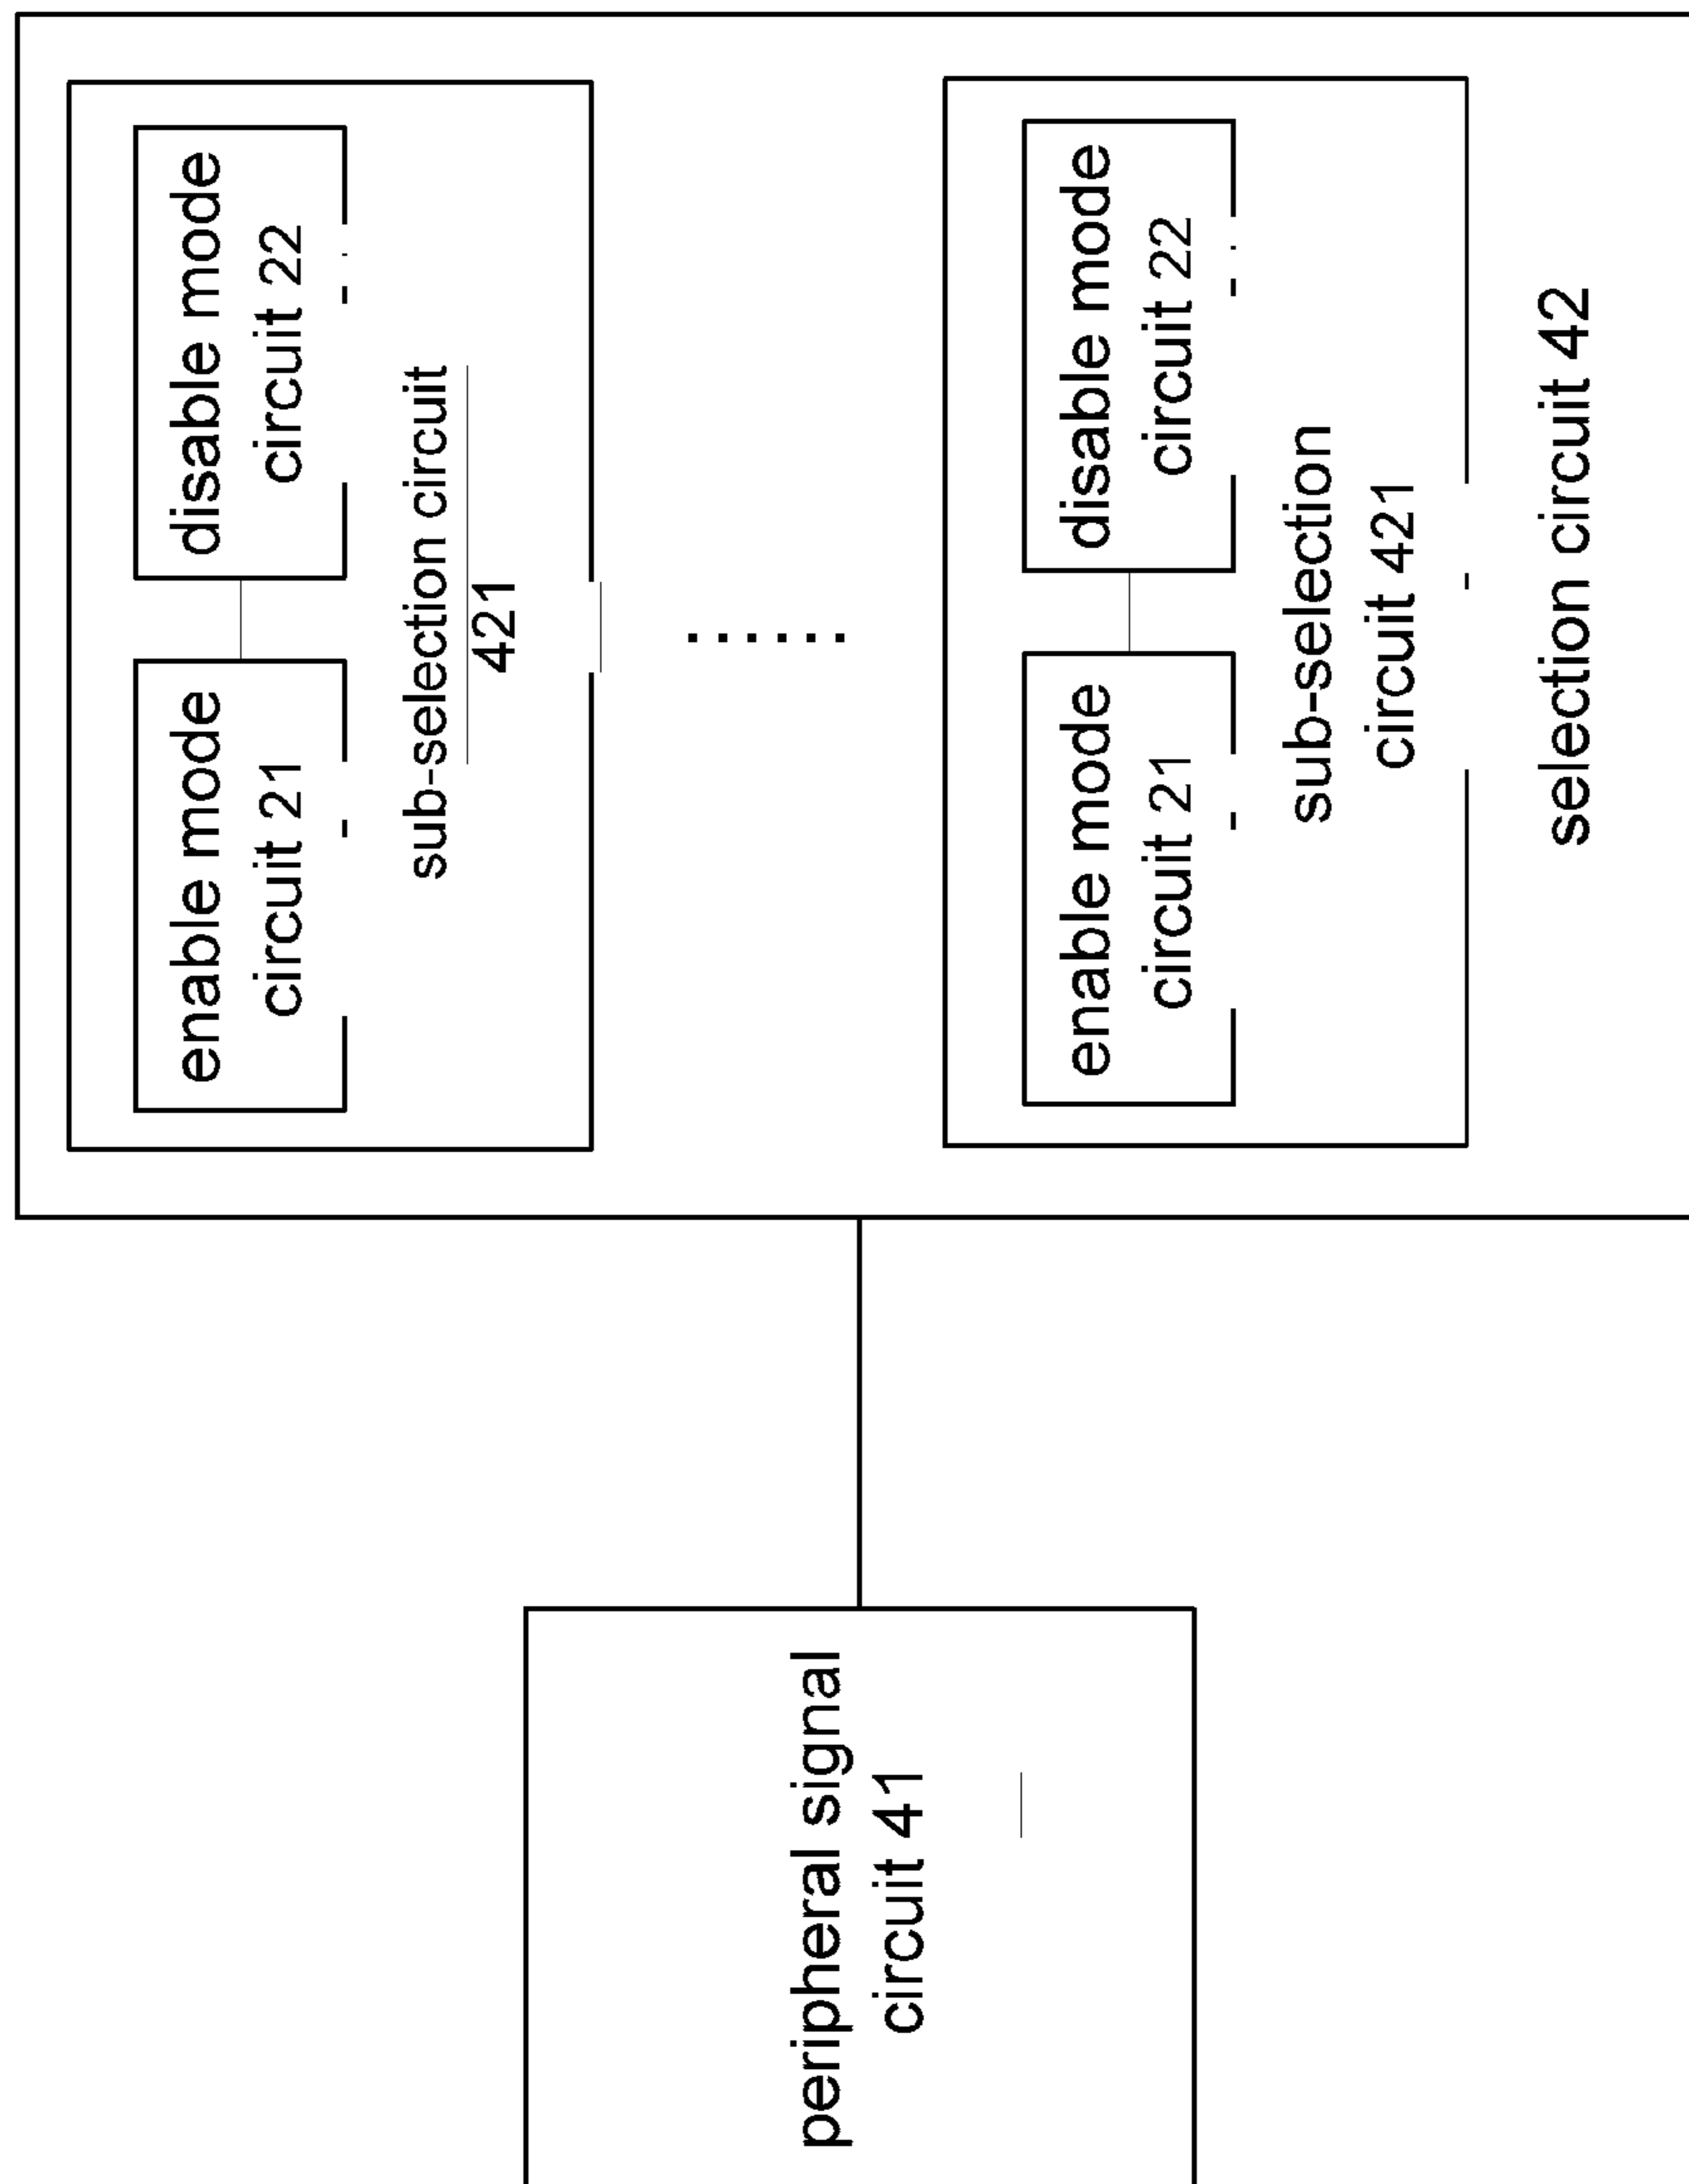 peripheral signal
circuit 41
enable mode
circuit 21
disable mode
circuit 22
sub-selection circuit
421
......
enable mode
circuit 21
disable mode
circuit 22
sub-selection
circuit 421
selection circuit 42